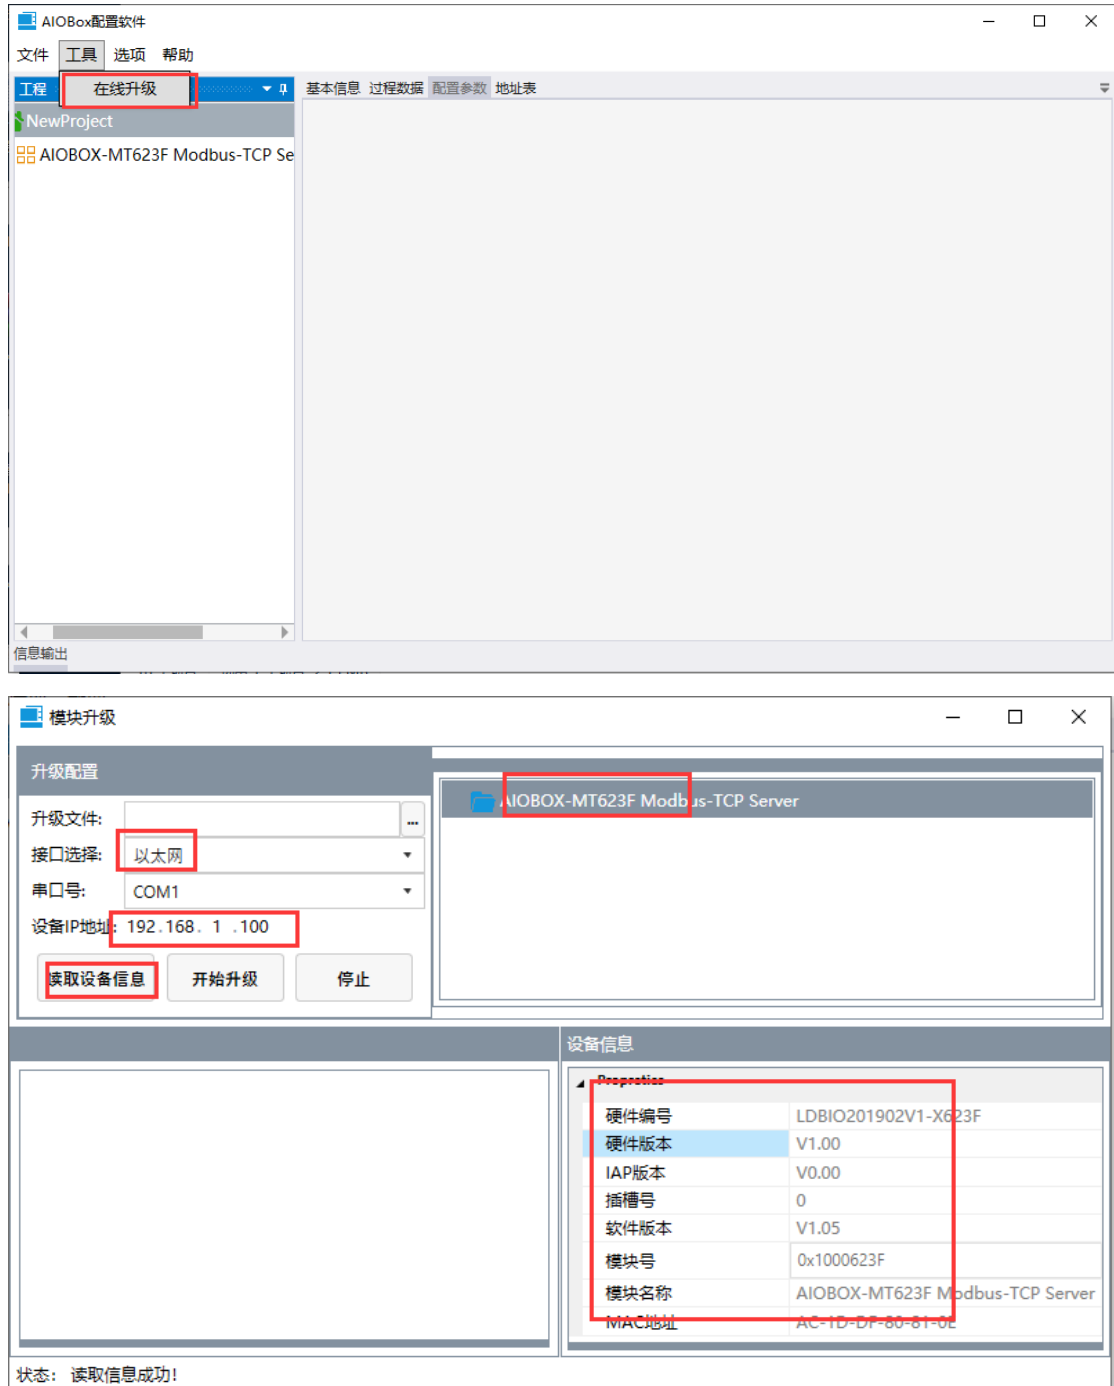 AIOBox配置软件
文件 工具 选项 帮助
工程 在线升级 基本信息 过程数据 配置参数 地址表
NewProject
AIOBOX-MT623F Modbus-TCP Se
信息输出
模块升级
升级配置
AIOBOX-MT623F Modbus-TCP Server
升级文件: ...
接口选择: 以太网
串口号: COM1
设备IP地址: 192.168. 1 .100
读取设备信息 开始升级 停止
设备信息
Propretice
硬件编号 LDBIO201902V1-X623F
硬件版本 V1.00
IAP版本 V0.00
插槽号 0
软件版本 V1.05
模块号 0x1000623F
模块名称 AIOBOX-MT623F Modbus-TCP Server
MAC地址 AC-1D-DF-80-81-0E
状态: 读取信息成功!